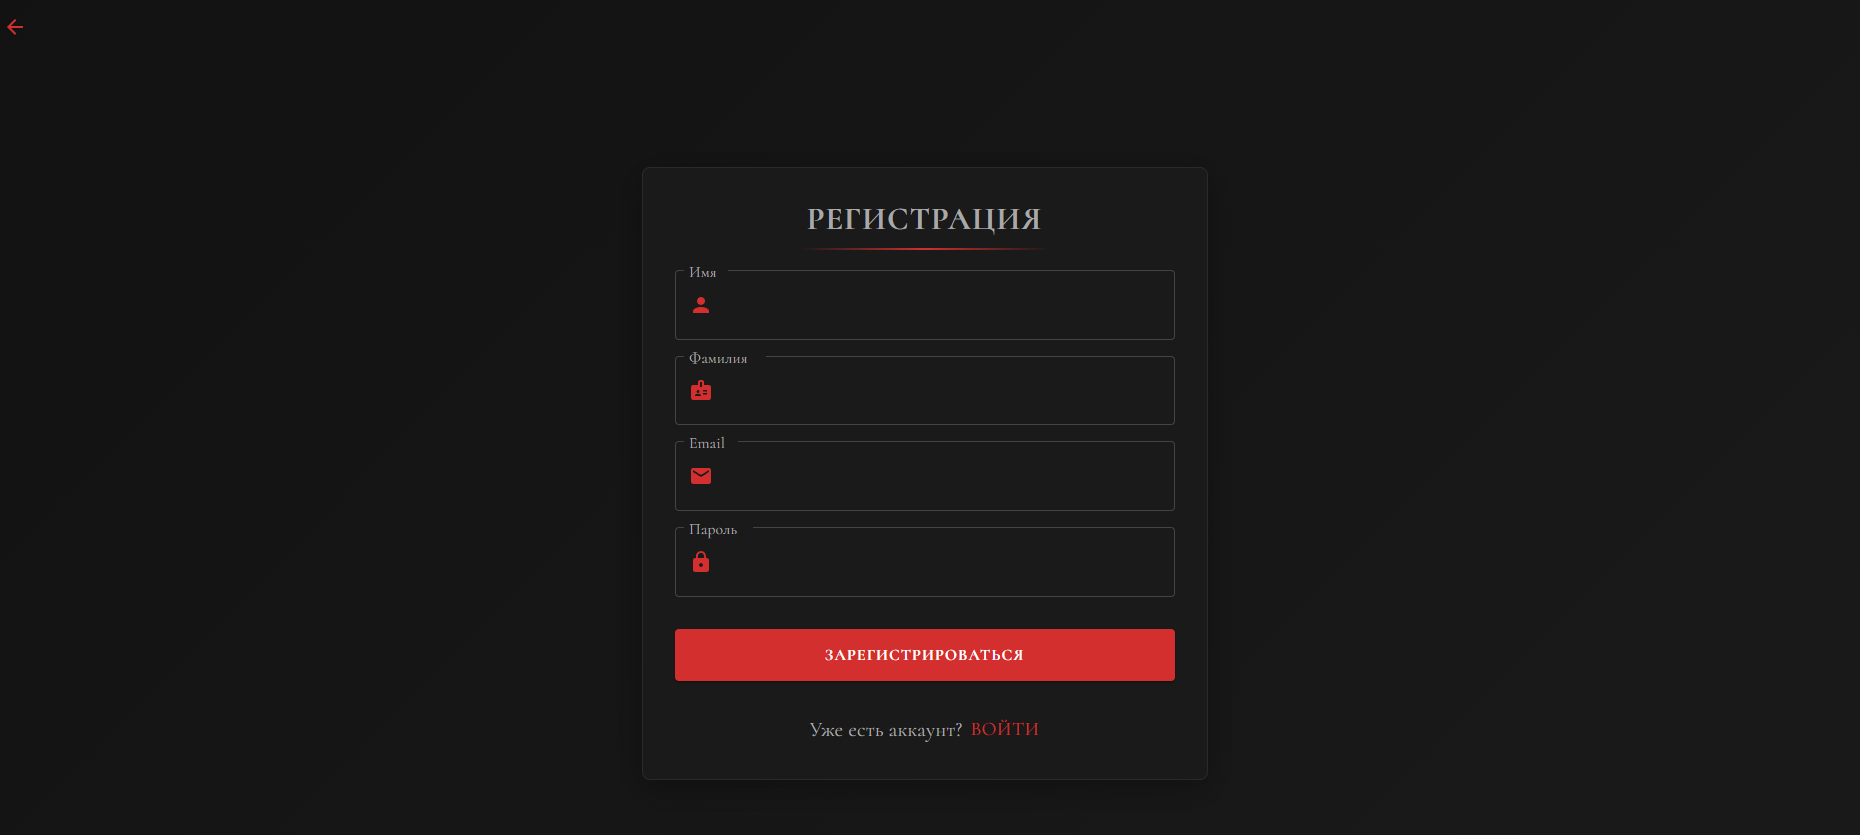 РЕГИСТРАЦИЯ
Имя
Фамилия
Email
Пароль
ЗАРЕГИСТРИРОВАТЬСЯ
Уже есть аккаунт? ВОЙТИ